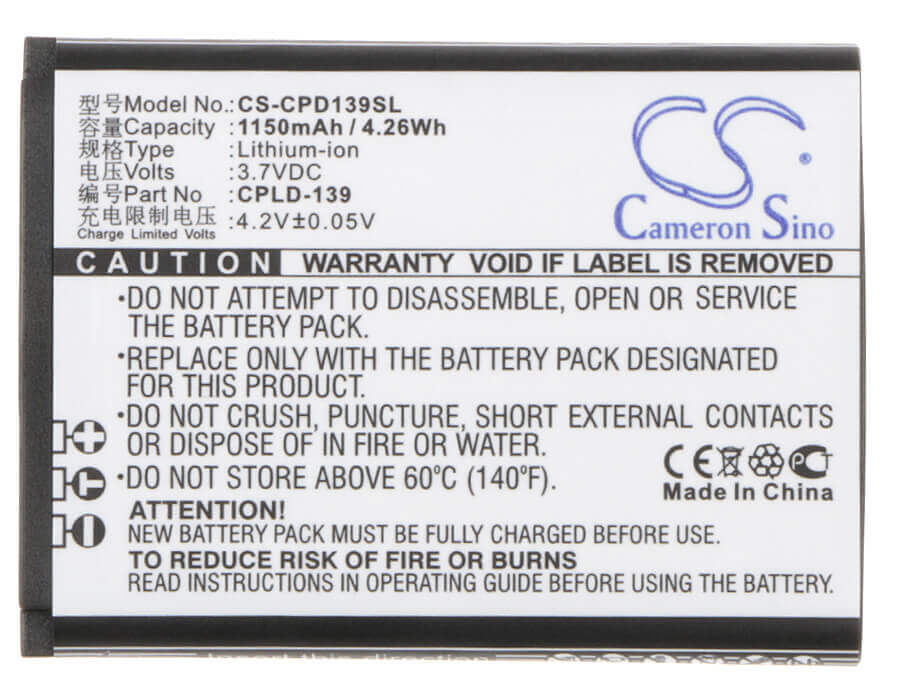 型号Model No.:CS-CPD139SL
容量Capacity :1150mAh / 4.26Wh
规格Type :Lithium-ion
电压Volts :3.7VDC
编号Part No :CPLD-139
充电限制电压 :4.2V±0.05V
Charge Limited Volts
CS
Cameron Sino
CAUTION WARRANTY VOID IF LABEL IS REMOVED
·DO NOT ATTEMPT TO DISASSEMBLE, OPEN OR SERVICE
THE BATTERY PACK.
·REPLACE ONLY WITH THE BATTERY PACK DESIGNATED
FOR THIS PRODUCT.
·DO NOT CRUSH, PUNCTURE, SHORT EXTERNAL CONTACTS
OR DISPOSE IN FIRE OR WATER.
·DO NOT STORE ABOVE 60°C (140°F).
CE PCT
Made In China
ATTENTION!
NEW BATTERY PACK MUST BE FULLY CHARGED BEFORE USING.
TO REDUCE RISK OF FIRE OR BURNS
READ INSTRUCTIONS IN OPERATING GUIDE BEFORE USING THE BATTERY.
Insert this direction